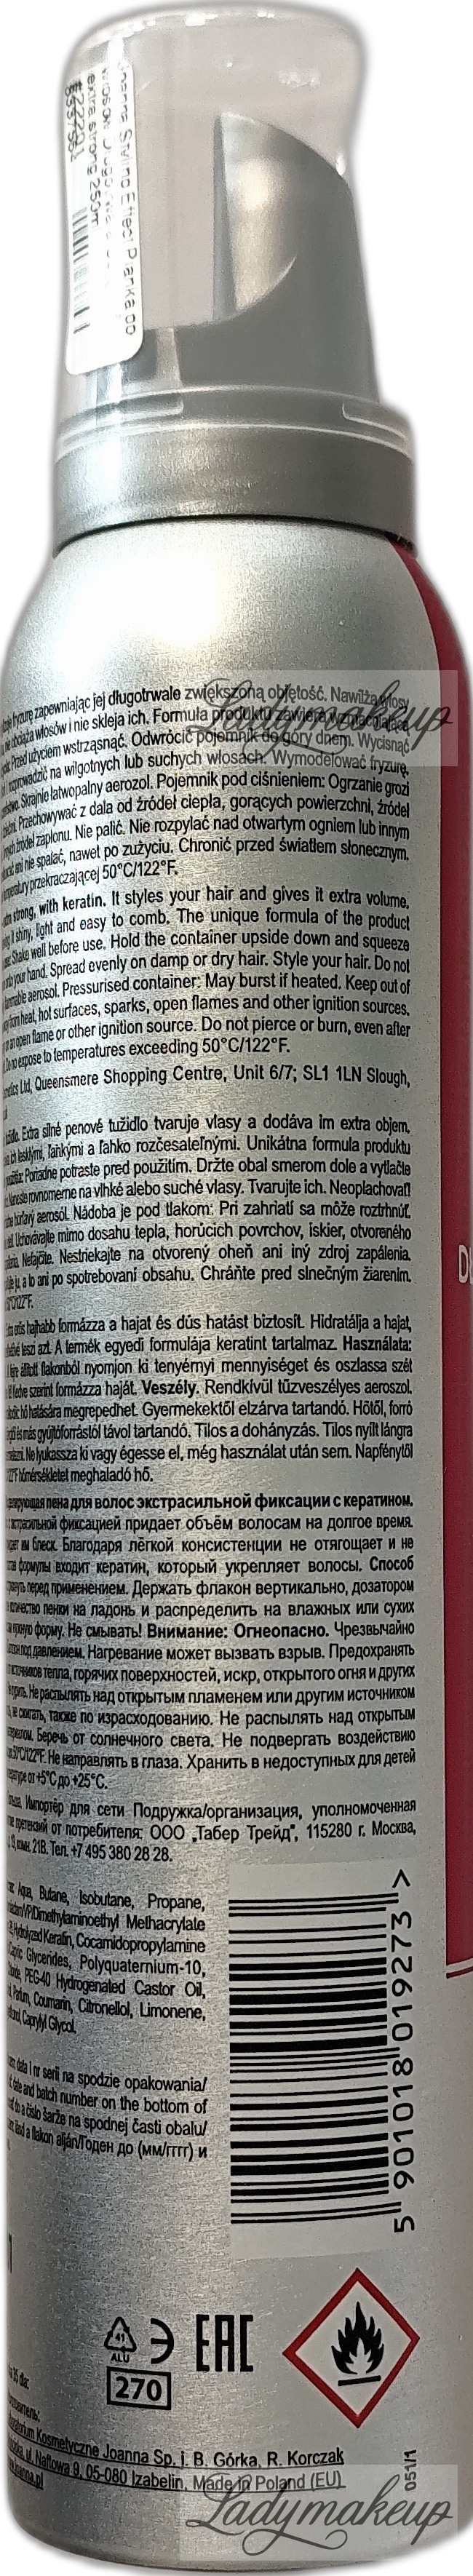 Joanna Styling Effect Pianka do
extra strong 250m
fryzurę zapewniając jej długotrwale zwiększoną objętość. Nawilża włosy
nie obciąża włosów i nie skleja ich. Formuła produktu zawiera wzmacniającą
Przed użyciem wstrząsnąć. Odwrócić pojemnik do góry dnem. Wycisnąć
rozprowadzić na wilgotnych lub suchych włosach. Wymodelować fryzurę.
Skrajnie łatwopalny aerozol. Pojemnik pod ciśnieniem: Ogrzanie grozi
Przechowywać z dala od źródeł ciepła, gorących powierzchni, źródeł
źródeł zapłonu. Nie palić. Nie rozpylać nad otwartym ogniem lub innym
ani nie spalać, nawet po zużyciu. Chronić przed światłem słonecznym.
temperatury przekraczającej 50°C/122°F.
strong, with keratin. It styles your hair and gives it extra volume,
shiny, light and easy to comb. The unique formula of the product
Shake well before use. Hold the container upside down and squeeze
your hand. Spread evenly on damp or dry hair. Style your hair. Do not
aerosol. Pressurised container: May burst if heated. Keep out of
from heat, hot surfaces, sparks, open flames and other ignition sources.
an open flame or other ignition source. Do not pierce or burn, even after
Do no expose to temperatures exceeding 50°C/122°F.
Ltd, Queensmere Shopping Centre, Unit 6/7; SL1 1LN Slough,
Extra silné penové tužidlo tvaruje vlasy a dodáva im extra objem,
lesklými, ľahkými a ľahko rozčesateľnými. Unikátna formula produktu
Poriadne potraste pred použitím. Držte obal smerom dole a vytlačte
rovnomerne na vlhké alebo suché vlasy. Tvarujte ich. Neoplachovať!
horľavý aerosól. Nádoba je pod tlakom: Pri zahriatí sa môže roztrhnúť.
Uchovávajte mimo dosahu tepla, horúcich povrchov, iskier, otvoreného
Nefajčite. Nestriekajte na otvorený oheň ani iný zdroj zapálenia.
a to ani po spotrebovaní obsahu. Chráňte pred slnečným žiarením.
erős hajhabb formázza a hajat és dús hatást biztosít. Hidratálja a hajat,
teszi azt. A termék egyedi formulája keratint tartalmaz. Használata:
állított flakonból nyomjon ki tenyérnyi mennyiséget és oszlassa szét
Kedve szerint formázza haját. Veszély. Rendkívül tűzveszélyes aeroszol.
hő hatására megrepedhet. Gyermekektől elzárva tartandó. Hőtől, forró
és más gyújtóforrástól távol tartandó. Tilos a dohányzás. Tilos nyílt lángra
Ne lyukassza ki vagy égesse el, még használat után sem. Napfénytől
hőmérsékletet meghaladó hő.
пена для волос экстрасильной фиксации с кератином.
экстрасильной фиксацией придает объём волосам на долгое время.
им блеск. Благодаря лёгкой консистенции не отягощает и не
формулы входит кератин, который укрепляет волосы. Способ
перед применением. Держать флакон вертикально, дозатором
количество пенки на ладонь и распределить на влажных или сухих
нужную форму. Не смывать! Внимание: Огнеопасно. Чрезвычайно
под давлением. Нагревание может вызвать взрыв. Предохранять
источников тепла, горячих поверхностей, искр, открытого огня и других
Не распылять над открытым пламенем или другим источником
не сжигать, также по израсходованию. Не распылять над открытым
Беречь от солнечного света. Не подвергать воздействию
50°C/122°F. Не направлять в глаза. Хранить в недоступных для детей
от +5°C до +25°C.
Импортёр для сети Подружка/организация, уполномоченная
претензий от потребителя: ООО „Табер Трейд”, 115280 г. Москва,
19, комн. 21В. Тел. +7 495 380 28 28.
Aqua, Butane, Isobutane, Propane,
VP/Dimethylaminoethyl Methacrylate
Hydrolyzed Keratin, Cocamidopropylamine
Capric Glycerides, Polyquaternium-10,
PEG-40 Hydrogenated Castor Oil,
Parfum, Coumarin, Citronellol, Limonene,
Caprylyl Glycol.
data i nr serii na spodzie opakowania/
date and batch number on the bottom of
a číslo šarže na spodnej časti obalu/
lásd a flakon alján/Годен до (мм/гггг) и
5 901018 019273 >
41
ALU
270
EAC
Laboratorium Kosmetyczne Joanna Sp. j. B. Górka, R. Korczak
ul. Naftowa 9, 05-080 Izabelin, Made in Poland (EU)
051/1
Ladymakeup
Ladymakeup